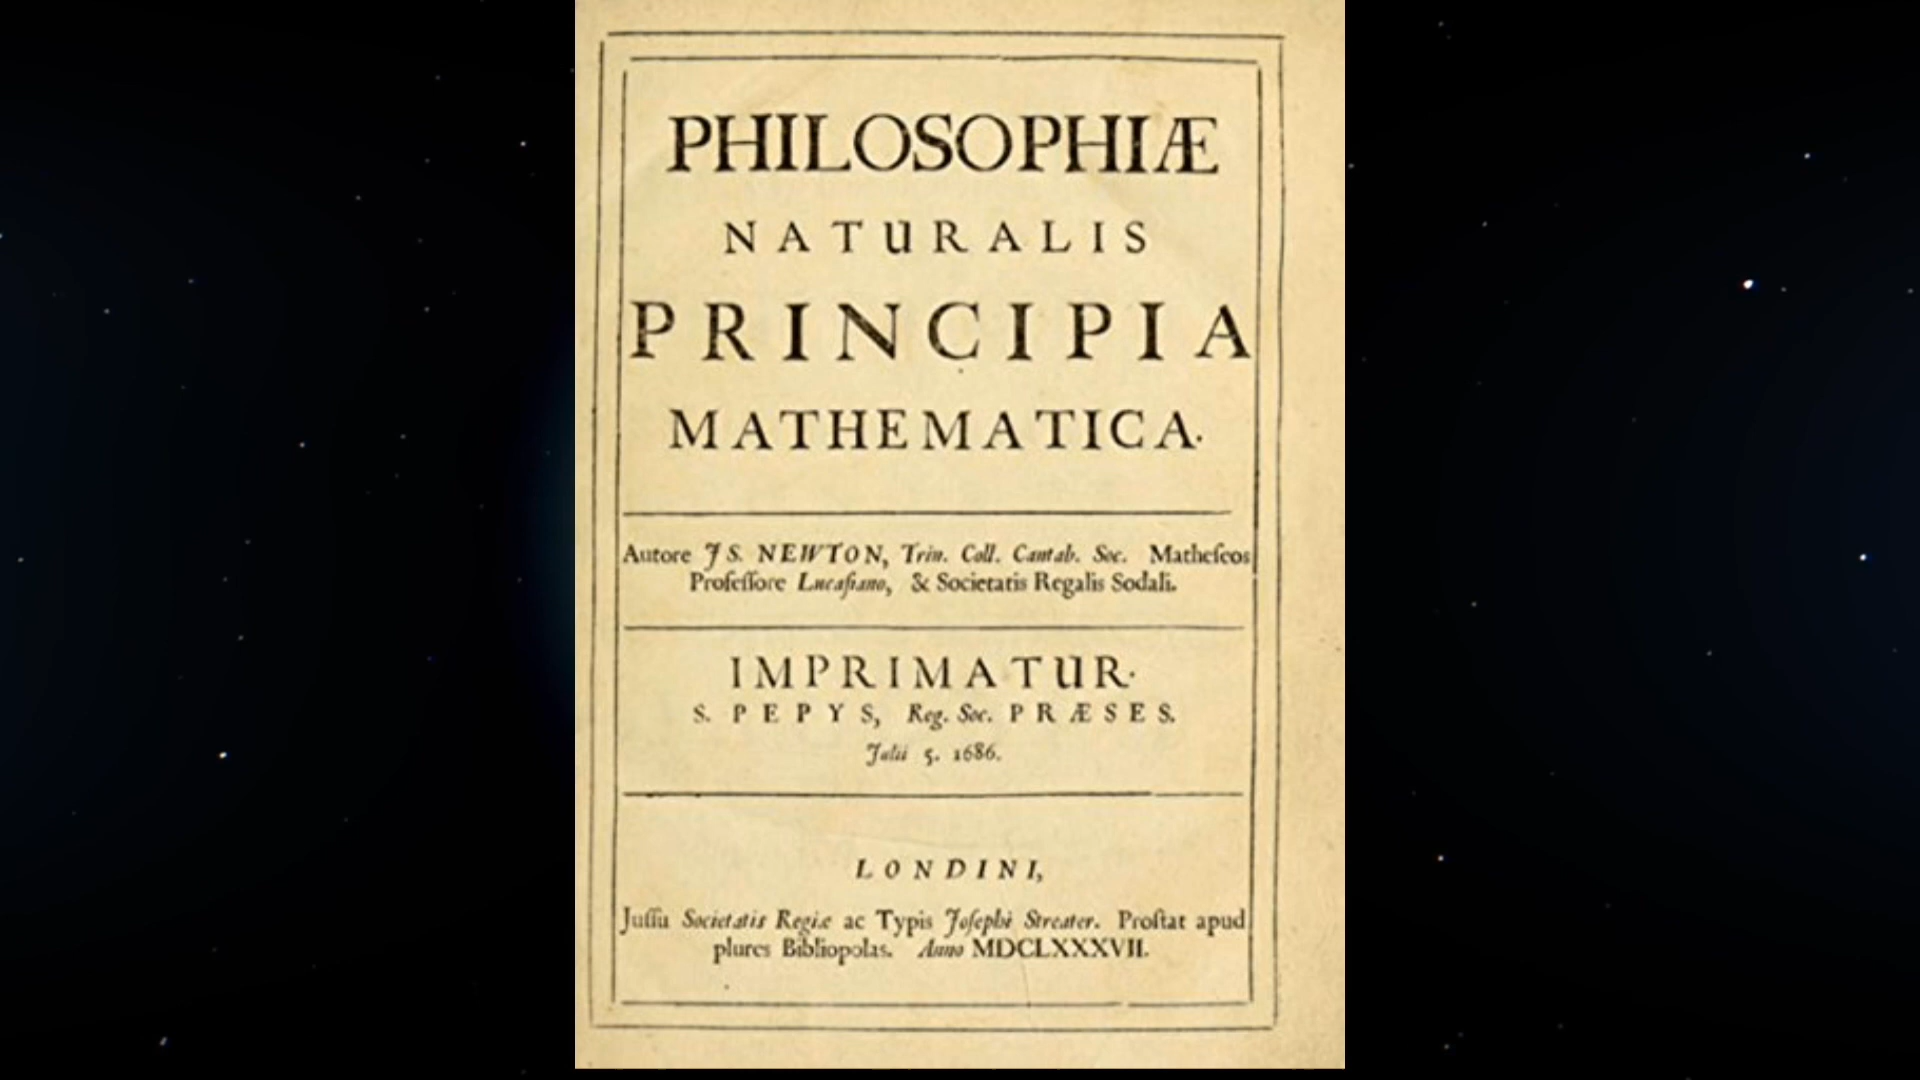 PHILOSOPHIÆ
NATURALIS
PRINCIPIA
MATHEMATICA.
Autore JS. NEWTON, Trin. Coll. Cantab. Soc. Matheſeos
Profeſſore Lucaſiano, & Societatis Regalis Sodali.
IMPRIMATUR.
S. PEPYS, Reg. Soc. PRÆSES.
Julii 5. 1686.
LONDINI,
Juſſu Societatis Regiæ ac Typis Joſephi Streater. Proſtat apud
plures Bibliopolas. Anno MDCLXXXVII.